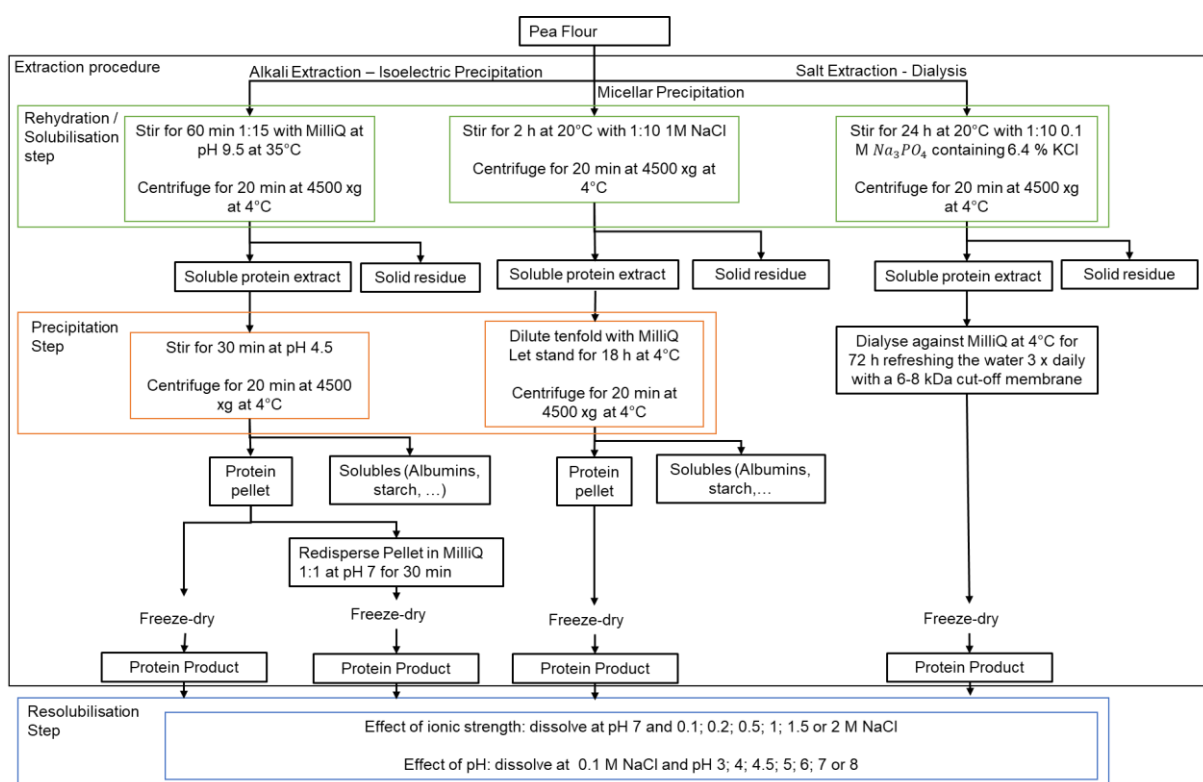 Pea Flour
Extraction procedure
Alkali Extraction – Isoelectric Precipitation
Salt Extraction - Dialysis
Micellar Precipitation
Rehydration /
Solubilisation
step
Stir for 60 min 1:15 with MilliQ at
pH 9.5 at 35°C
Centrifuge for 20 min at 4500 xg
at 4°C
Stir for 2 h at 20°C with 1:10 1M NaCl
Centrifuge for 20 min at 4500 xg at
4°C
Stir for 24 h at 20°C with 1:10 0.1
M Na₃PO₄ containing 6.4 % KCl
Centrifuge for 20 min at 4500 xg
at 4°C
Soluble protein extract
Solid residue
Soluble protein extract
Solid residue
Soluble protein extract
Solid residue
Precipitation
Step
Stir for 30 min at pH 4.5
Centrifuge for 20 min at 4500
xg at 4°C
Dilute tenfold with MilliQ
Let stand for 18 h at 4°C
Centrifuge for 20 min at
4500 xg at 4°C
Dialyse against MilliQ at 4°C for
72 h refreshing the water 3 x daily
with a 6-8 kDa cut-off membrane
Protein
pellet
Solubles (Albumins,
starch, …)
Protein
pellet
Solubles (Albumins,
starch,…
Redisperse Pellet in MilliQ
1:1 at pH 7 for 30 min
Freeze-dry
Freeze-dry
Freeze-dry
Freeze-dry
Protein Product
Protein Product
Protein Product
Protein Product
Resolubilisation
Step
Effect of ionic strength: dissolve at pH 7 and 0.1; 0.2; 0.5; 1; 1.5 or 2 M NaCl
Effect of pH: dissolve at 0.1 M NaCl and pH 3; 4; 4.5; 5; 6; 7 or 8